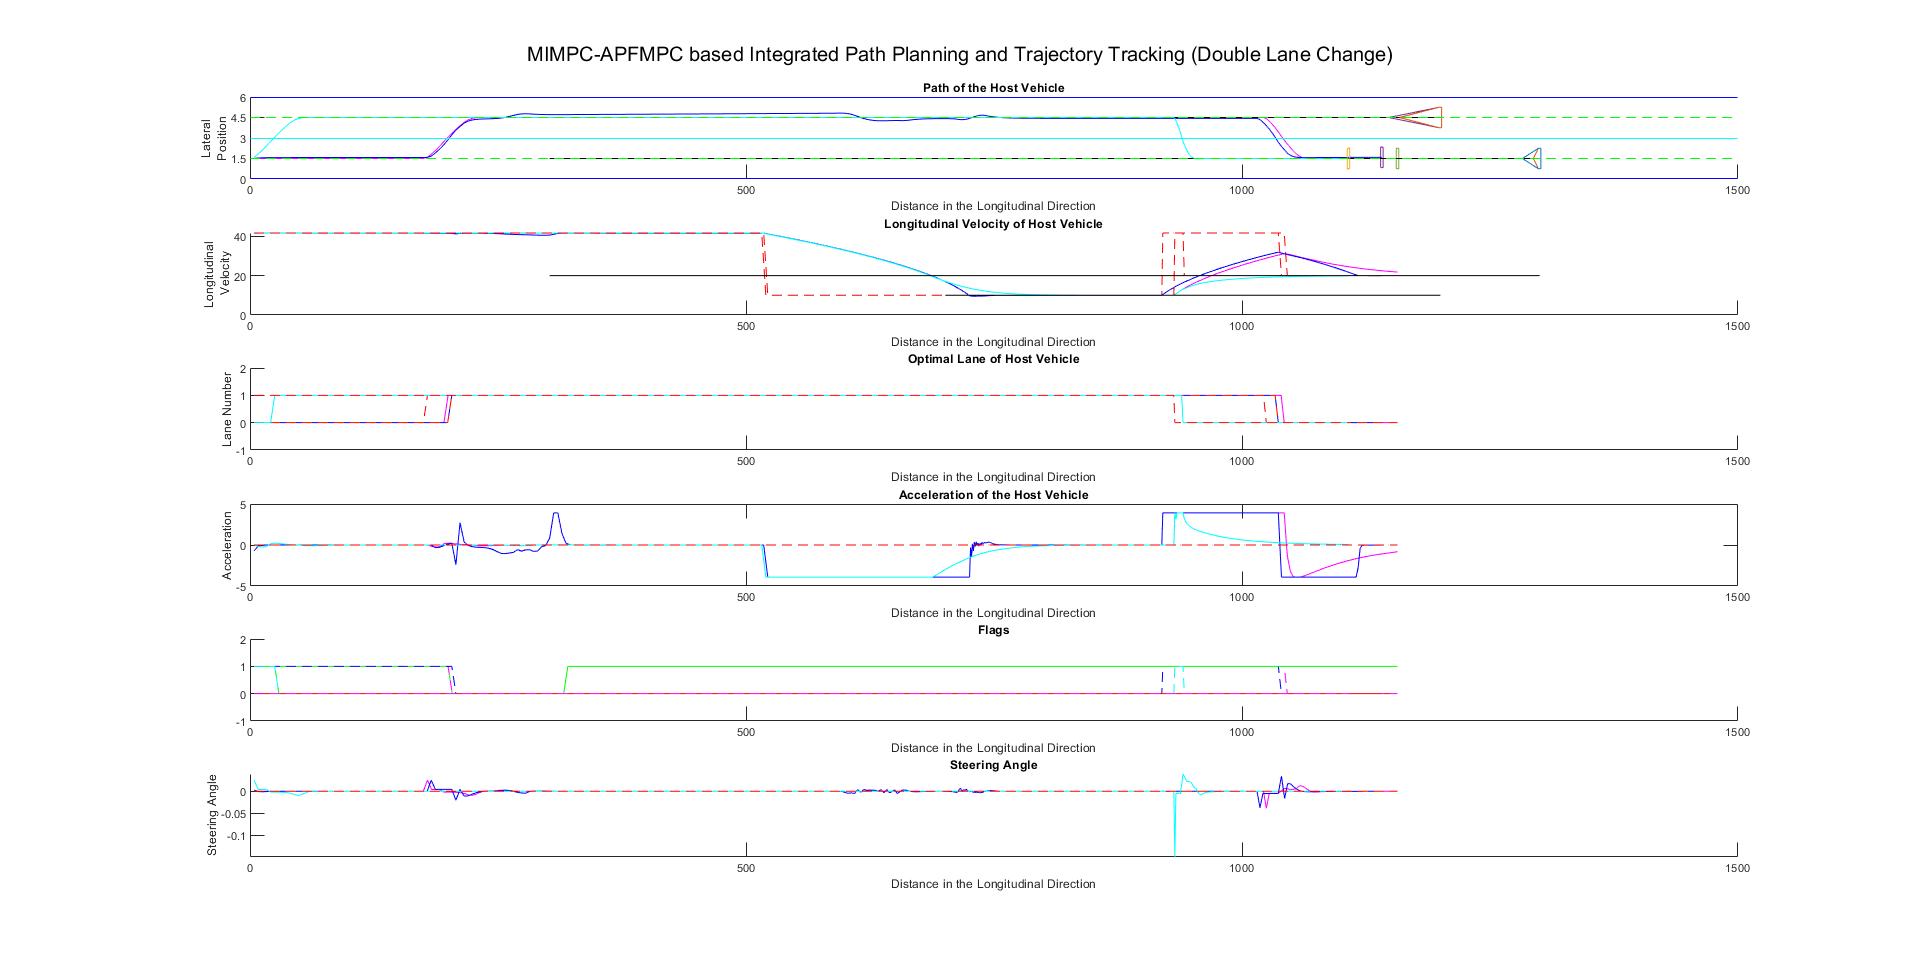 MIMPC-APFMPC based Integrated Path Planning and Trajectory Tracking (Double Lane Change)
Path of the Host Vehicle
Lateral
Position
6
4.5
3
1.5
0
0 500 1000 1500
Distance in the Longitudinal Direction
Longitudinal Velocity of Host Vehicle
Longitudinal
Velocity
40
20
0
0 500 1000 1500
Distance in the Longitudinal Direction
Optimal Lane of Host Vehicle
Lane Number
2
1
0
-1
0 500 1000 1500
Distance in the Longitudinal Direction
Acceleration of the Host Vehicle
Acceleration
5
0
-5
0 500 1000 1500
Distance in the Longitudinal Direction
Flags
2
1
0
-1
0 500 1000 1500
Distance in the Longitudinal Direction
Steering Angle
Steering Angle
0
-0.05
-0.1
0 500 1000 1500
Distance in the Longitudinal Direction